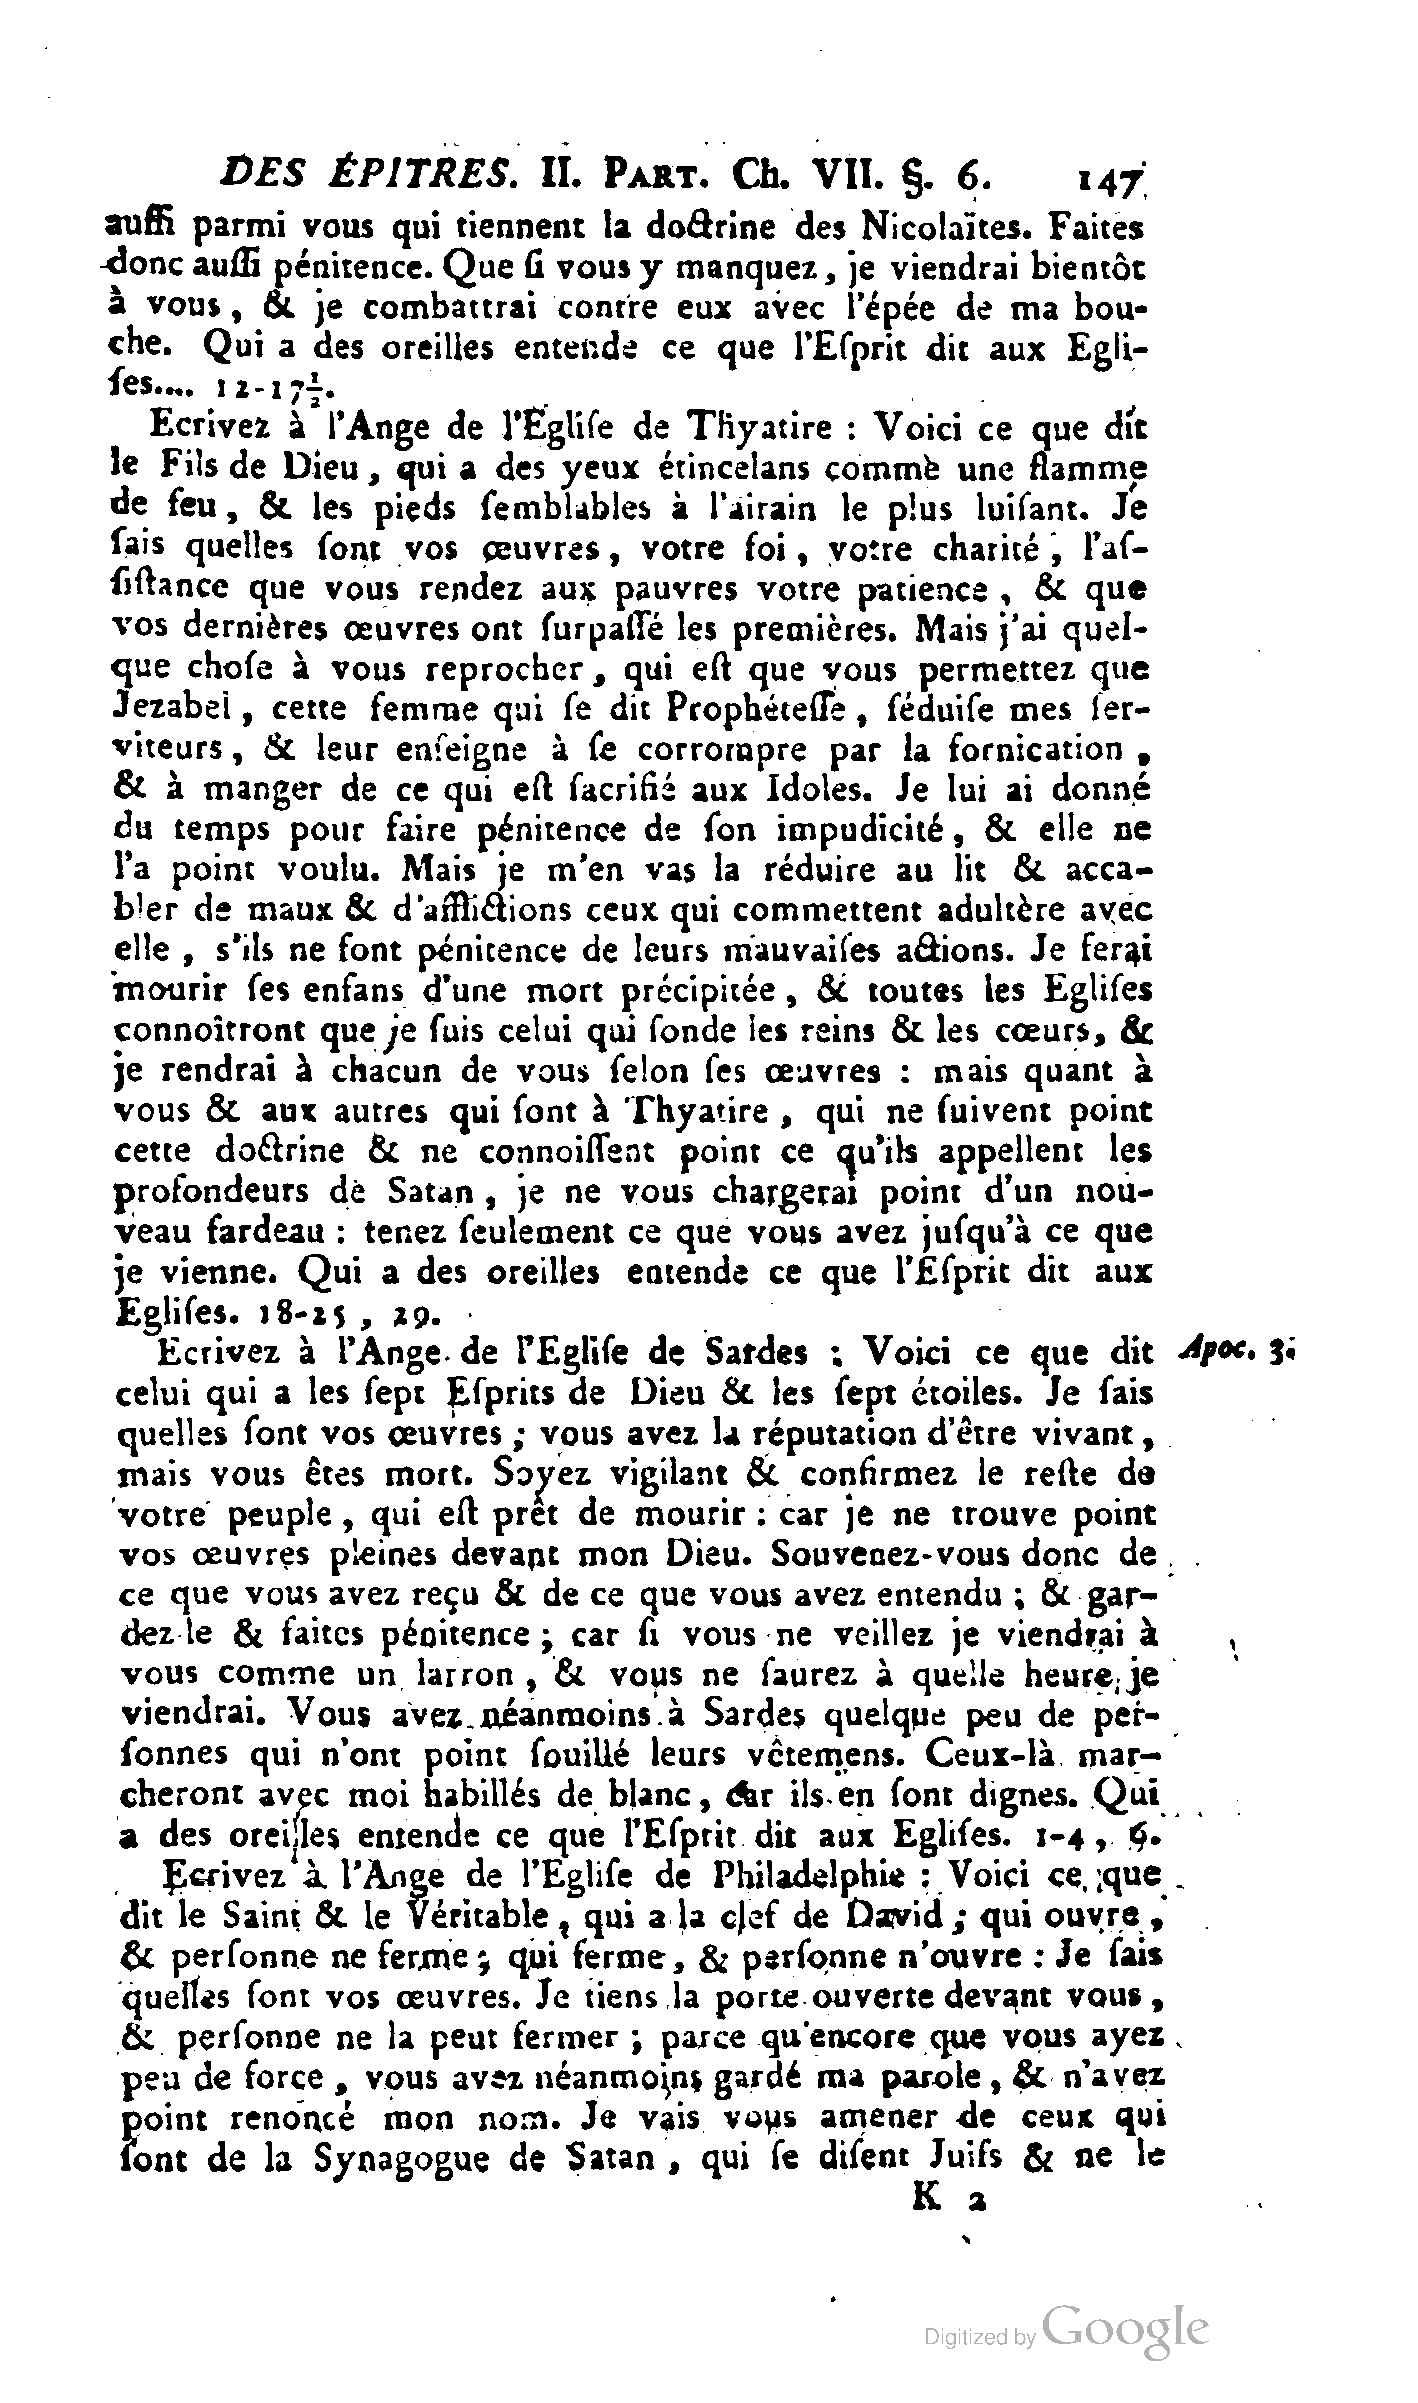 DES ÉPITRES. II. PART. Ch. VII. §. 6. 147
auſſi parmi vous qui tiennent la doctrine des Nicolaïtes. Faites
donc auſſi pénitence. Que ſi vous y manquez, je viendrai bientôt
à vous, & je combattrai contre eux avec l'épée de ma bou-
che. Qui a des oreilles entende ce que l'Eſprit dit aux Egli-
ſes.... 12-17½.
Ecrivez à l'Ange de l'Egliſe de Thyatire : Voici ce que dit
le Fils de Dieu, qui a des yeux étincelans comme une flamme
de feu, & les pieds ſemblables à l'airain le plus luiſant. Je
ſais quelles ſont vos œuvres, votre foi, votre charité, l'aſ-
ſiſtance que vous rendez aux pauvres votre patience, & que
vos dernières œuvres ont ſurpaſſé les premières. Mais j'ai quel-
que choſe à vous reprocher, qui eſt que vous permettez que
Jezabel, cette femme qui ſe dit Prophéteſſe, ſéduiſe mes ſer-
viteurs, & leur enſeigne à ſe corrompre par la fornication,
& à manger de ce qui eſt ſacrifié aux Idoles. Je lui ai donné
du temps pour faire pénitence de ſon impudicité, & elle ne
l'a point voulu. Mais je m'en vas la réduire au lit & acca-
bler de maux & d'afflictions ceux qui commettent adultère avec
elle, s'ils ne font pénitence de leurs mauvaiſes actions. Je ferai
mourir ſes enfans d'une mort précipitée, & toutes les Egliſes
connoîtront que je ſuis celui qui ſonde les reins & les cœurs, &
je rendrai à chacun de vous ſelon ſes œuvres : mais quant à
vous & aux autres qui ſont à Thyatire, qui ne ſuivent point
cette doctrine & ne connoiſſent point ce qu'ils appellent les
profondeurs de Satan, je ne vous chargerai point d'un nou-
veau fardeau : tenez ſeulement ce que vous avez juſqu'à ce que
je vienne. Qui a des oreilles entende ce que l'Eſprit dit aux
Egliſes. 18-25, 29.
Ecrivez à l'Ange de l'Egliſe de Sardes : Voici ce que dit Apoc. 3.
celui qui a les ſept Eſprits de Dieu & les ſept étoiles. Je ſais
quelles ſont vos œuvres ; vous avez la réputation d'être vivant,
mais vous êtes mort. Soyez vigilant & confirmez le reſte de
votre peuple, qui eſt prêt de mourir : car je ne trouve point
vos œuvres pleines devant mon Dieu. Souvenez-vous donc de
ce que vous avez reçu & de ce que vous avez entendu ; & gar-
dez-le & faites pénitence ; car ſi vous ne veillez je viendrai à
vous comme un larron, & vous ne ſaurez à quelle heure je
viendrai. Vous avez néanmoins à Sardes quelque peu de per-
ſonnes qui n'ont point ſouillé leurs vêtemens. Ceux-là mar-
cheront avec moi habillés de blanc, car ils en ſont dignes. Qui
a des oreilles entende ce que l'Eſprit dit aux Egliſes. 1-4, 6.
Ecrivez à l'Ange de l'Egliſe de Philadelphie : Voici ce que
dit le Saint & le Véritable, qui a la clef de David ; qui ouvre,
& perſonne ne ferme ; qui ferme, & perſonne n'ouvre : Je ſais
quelles ſont vos œuvres. Je tiens la porte ouverte devant vous,
& perſonne ne la peut fermer ; parce qu'encore que vous ayez
peu de force, vous avez néanmoins gardé ma parole, & n'avez
point renoncé mon nom. Je vais vous amener de ceux qui
ſont de la Synagogue de Satan, qui ſe diſent Juifs & ne le
K 2
Digitized by Google